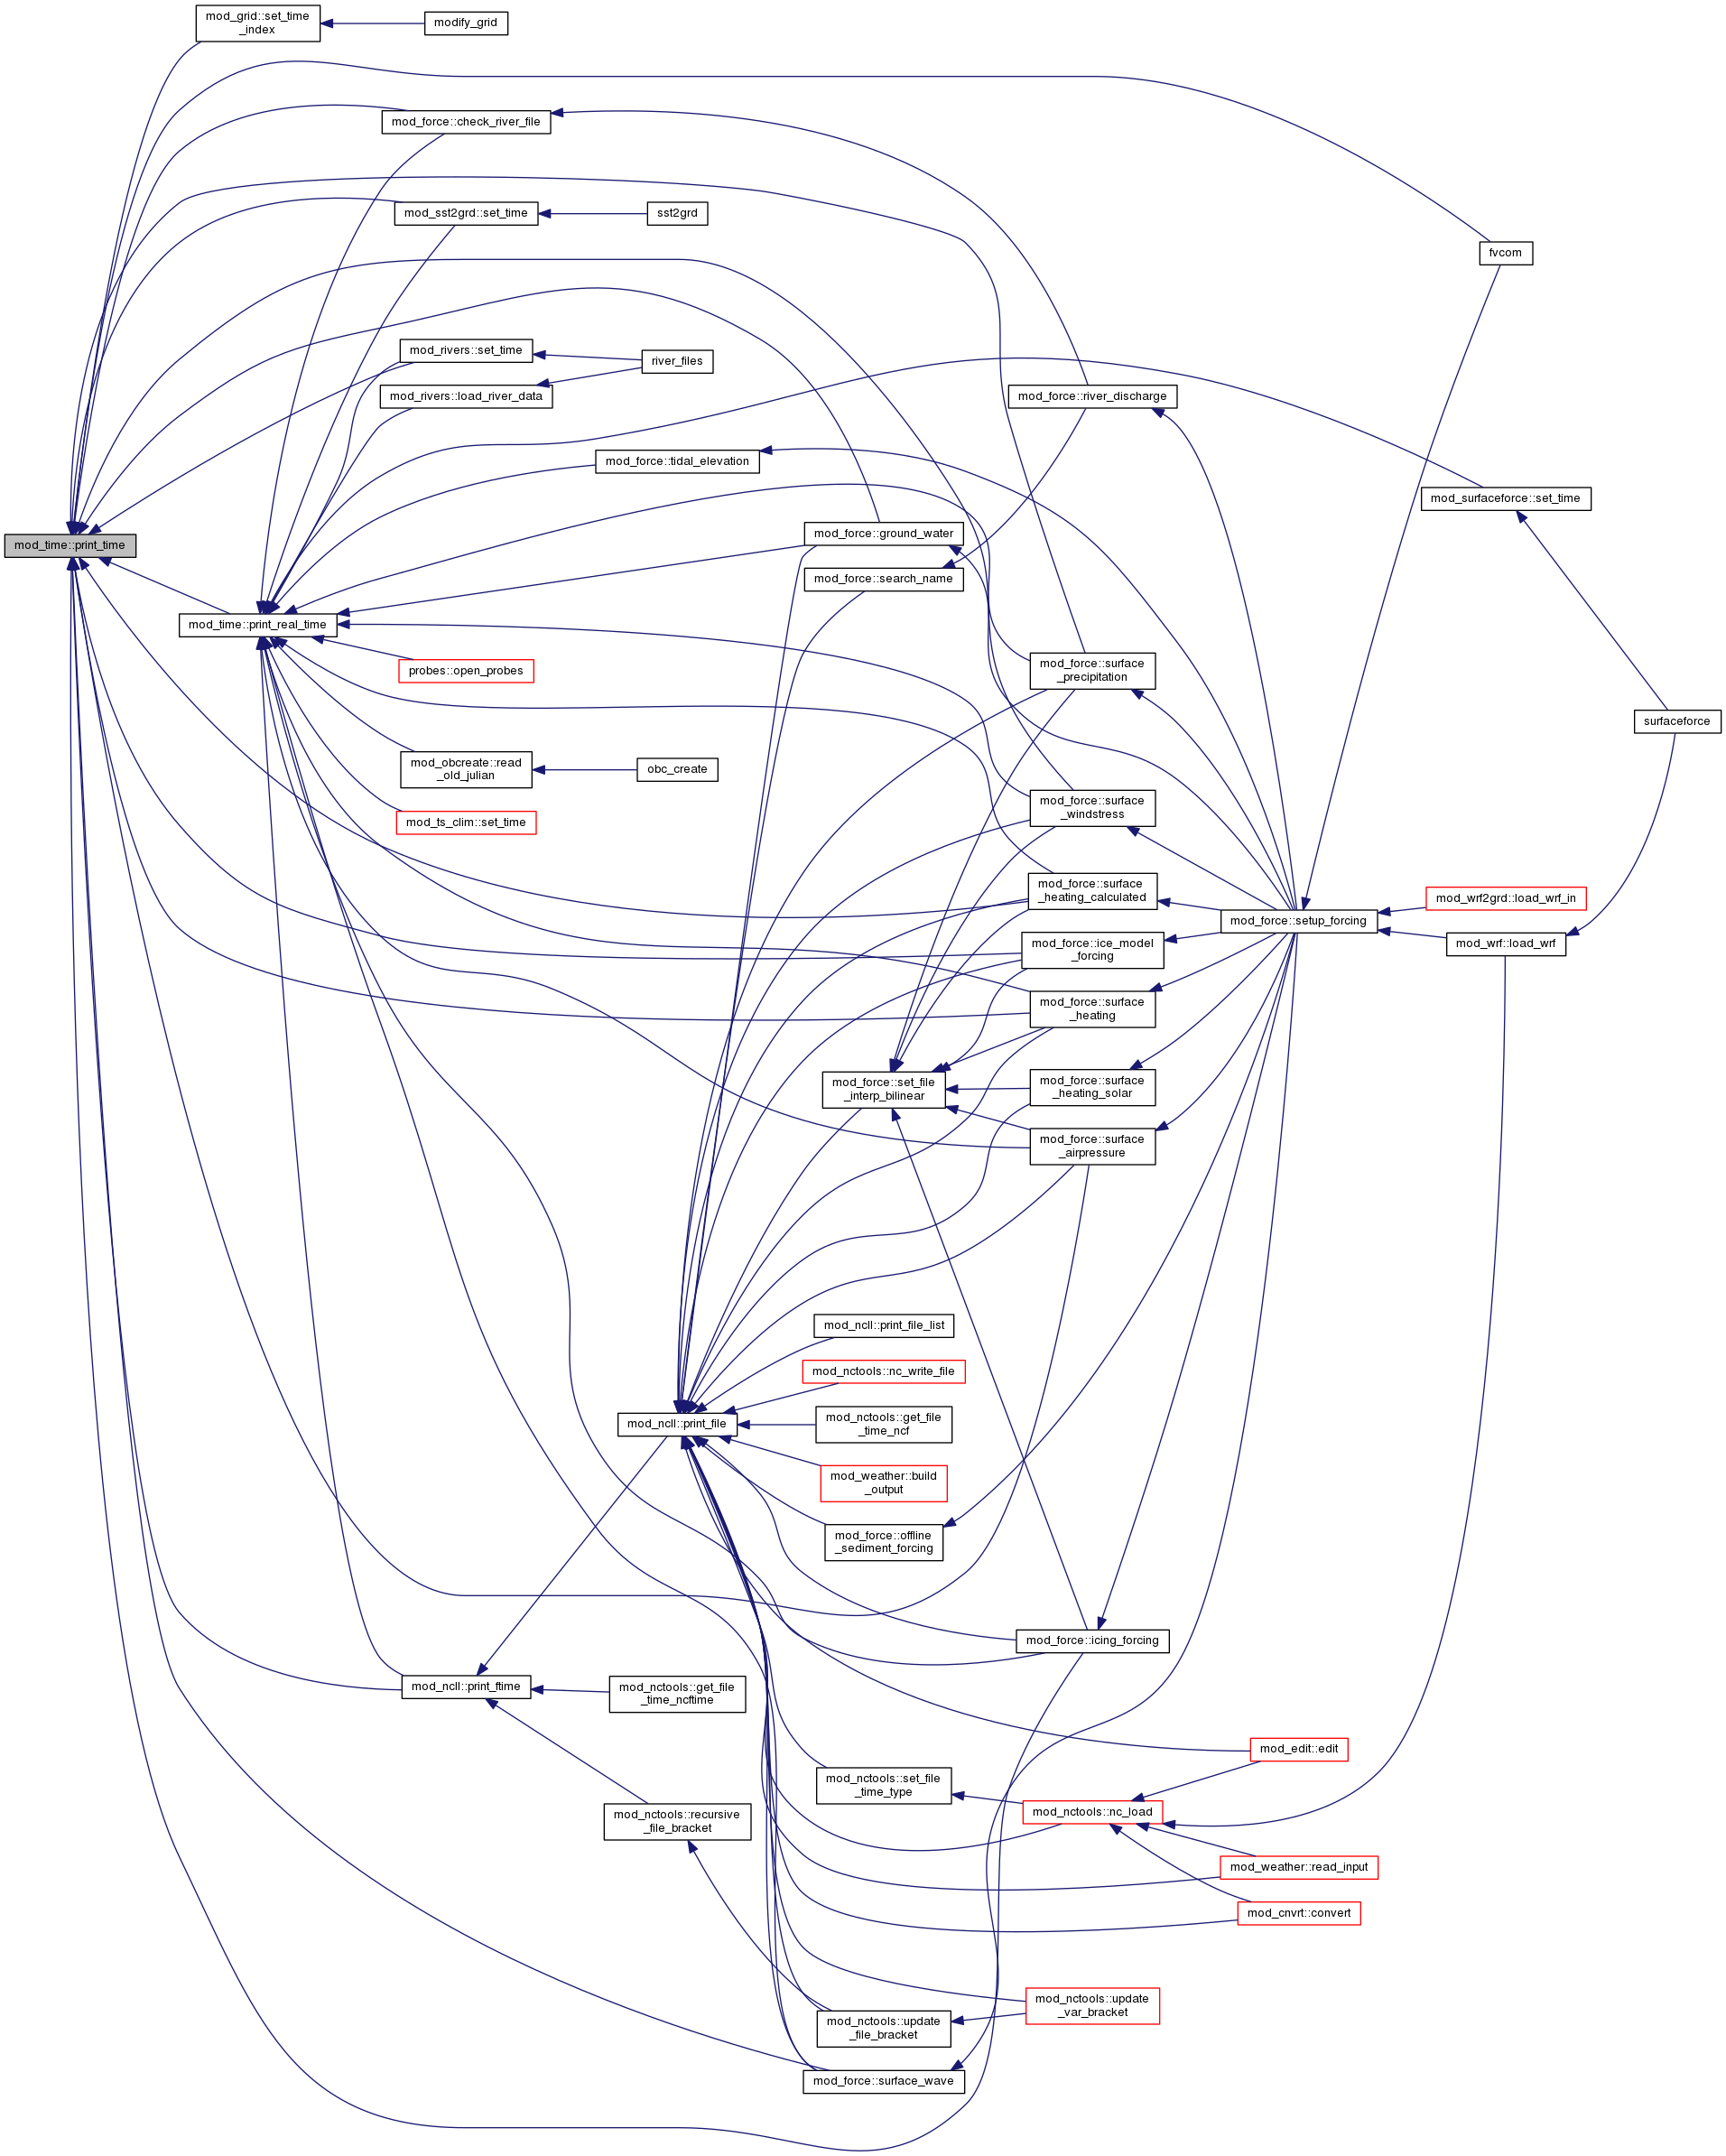 mod_grid::set_time
_index
modify_grid
mod_force::check_river_file
mod_sst2grd::set_time
sst2grd
fvcom
mod_rivers::set_time
river_files
mod_rivers::load_river_data
mod_force::river_discharge
mod_force::tidal_elevation
mod_surfaceforce::set_time
mod_time::print_time
mod_force::ground_water
mod_force::search_name
mod_time::print_real_time
probes::open_probes
mod_force::surface
_precipitation
surfaceforce
mod_obcreate::read
_old_julian
obc_create
mod_ts_clim::set_time
mod_force::surface
_windstress
mod_force::surface
_heating_calculated
mod_force::setup_forcing
mod_wrf2grd::load_wrf_in
mod_wrf::load_wrf
mod_force::ice_model
_forcing
mod_force::surface
_heating
mod_force::set_file
_interp_bilinear
mod_force::surface
_heating_solar
mod_force::surface
_airpressure
mod_ncll::print_file_list
mod_nctools::nc_write_file
mod_ncll::print_file
mod_nctools::get_file
_time_ncf
mod_weather::build
_output
mod_force::offline
_sediment_forcing
mod_force::icing_forcing
mod_ncll::print_ftime
mod_nctools::get_file
_time_ncftime
mod_edit::edit
mod_nctools::set_file
_time_type
mod_nctools::nc_load
mod_nctools::recursive
_file_bracket
mod_weather::read_input
mod_cnvrt::convert
mod_nctools::update
_var_bracket
mod_nctools::update
_file_bracket
mod_force::surface_wave